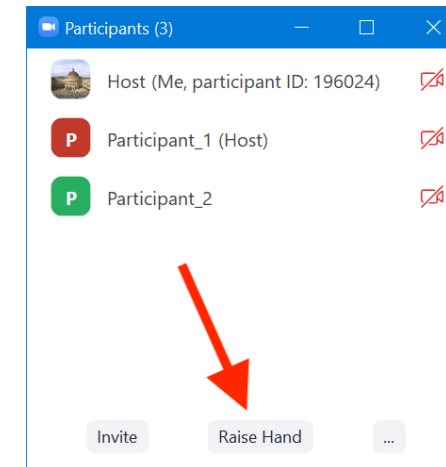 Participants (3)
Host (Me, participant ID: 196024)
P Participant_1 (Host)
P Participant_2
Invite Raise Hand ...